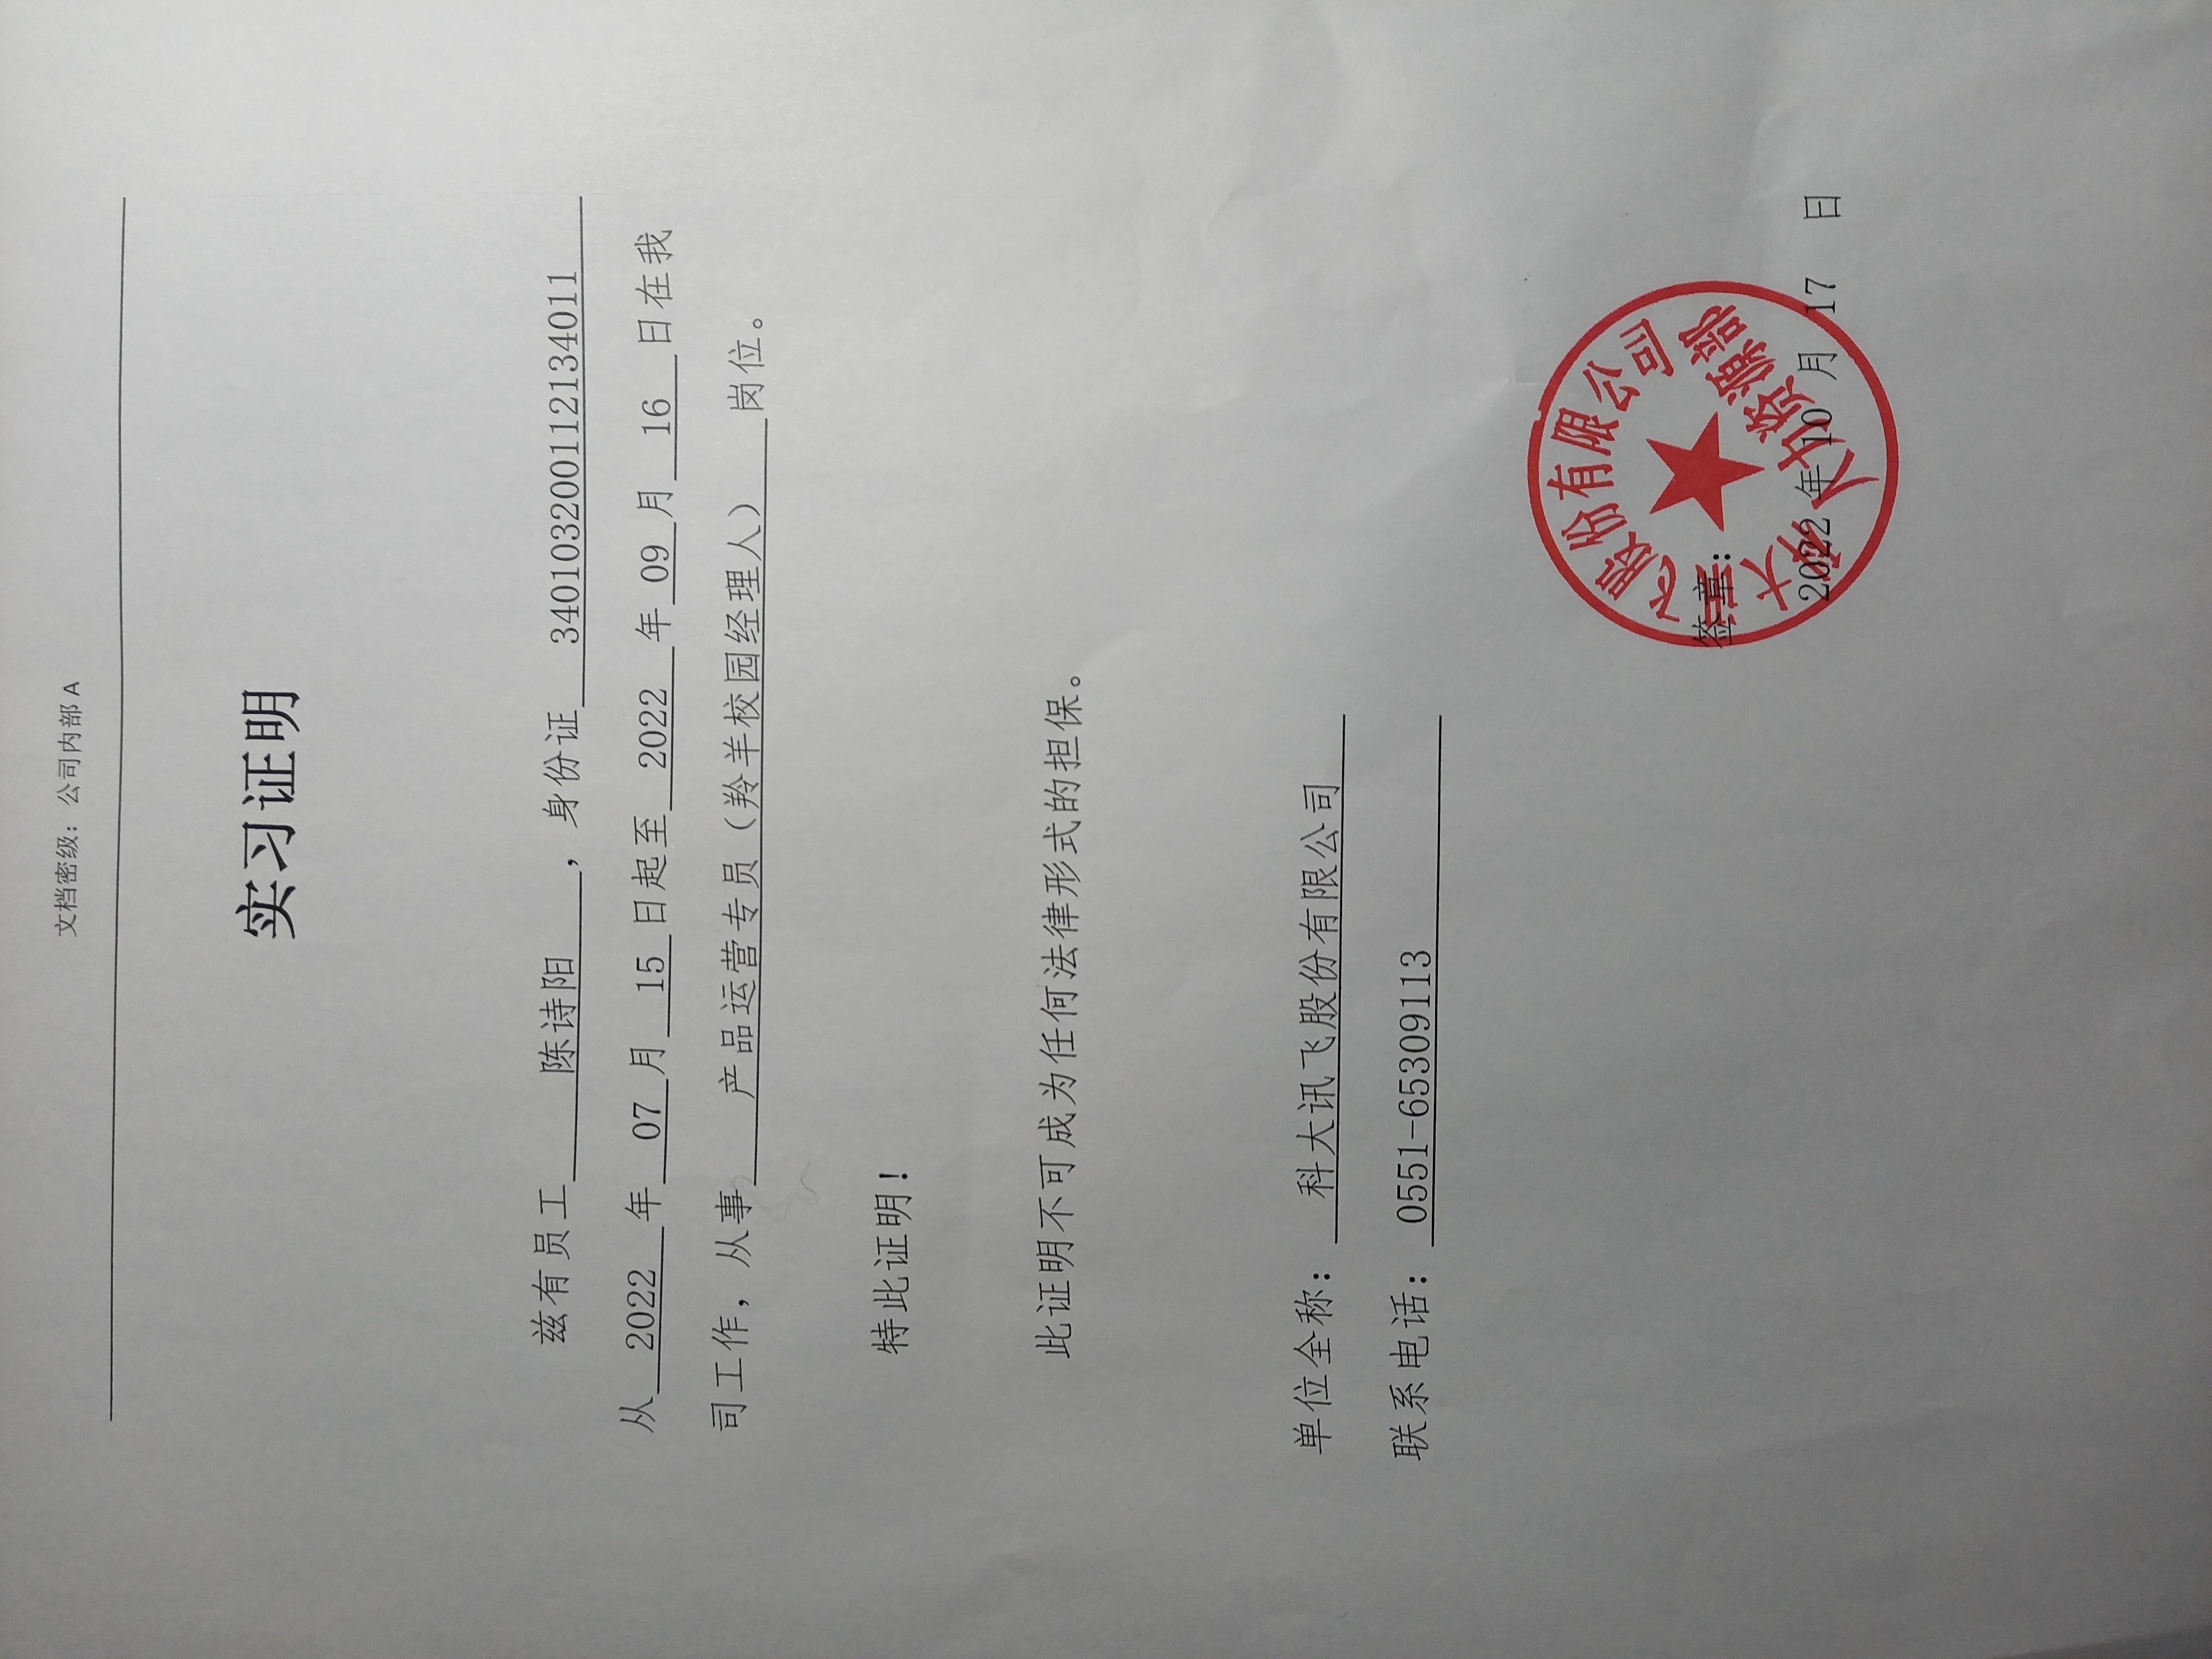 文档密级：公司内部 A
实习证明
兹有员工 陈诗阳 ，身份证 340103200112134011
从 2022 年 07 月 15 日起至 2022 年 09 月 16 日在我
司工作，从事 产品运营专员（羚羊校园经理人） 岗位。
特此证明！
此证明不可成为任何法律形式的担保。
单位全称： 科大讯飞股份有限公司
联系电话： 0551-65309113
签章：
科大讯飞股份有限公司
人力资源部
2022 年 10 月 17 日